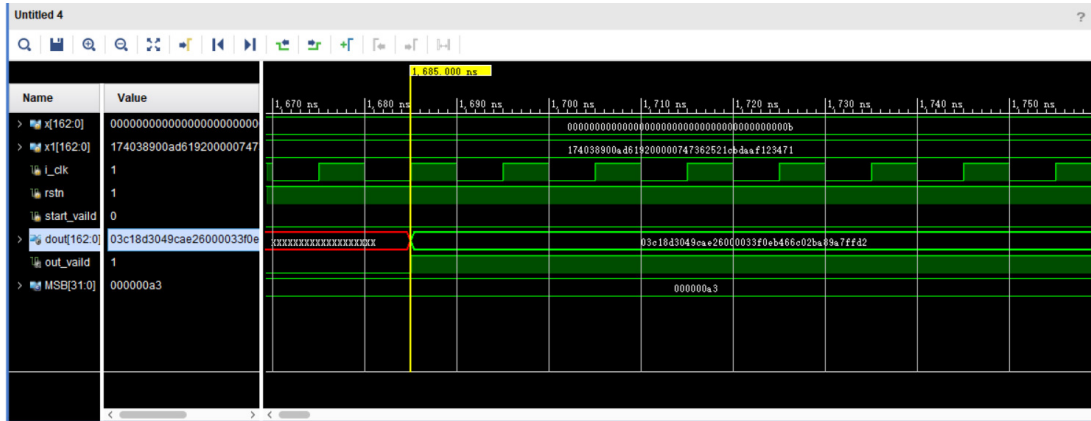 Untitled 4
?
1,685.000 ns
Name Value
1,670 ns 1,680 ns 1,690 ns 1,700 ns 1,710 ns 1,720 ns 1,730 ns 1,740 ns 1,750 ns
> x[162:0] 00000000000000000000000
> x1[162:0] 174038900ad619200000747 174038900ad619200000747362521cbdaaf123471
i_clk 1
rstn 1
start_vaild 0
> dout[162:0] 03c18d3049cae26000033f0e XXXXXXXXXXXXXXXXXXX 03c18d3049cae26000033f0eb466c02ba89a7ffd2
out_vaild 1
> MSB[31:0] 000000a3 000000a3